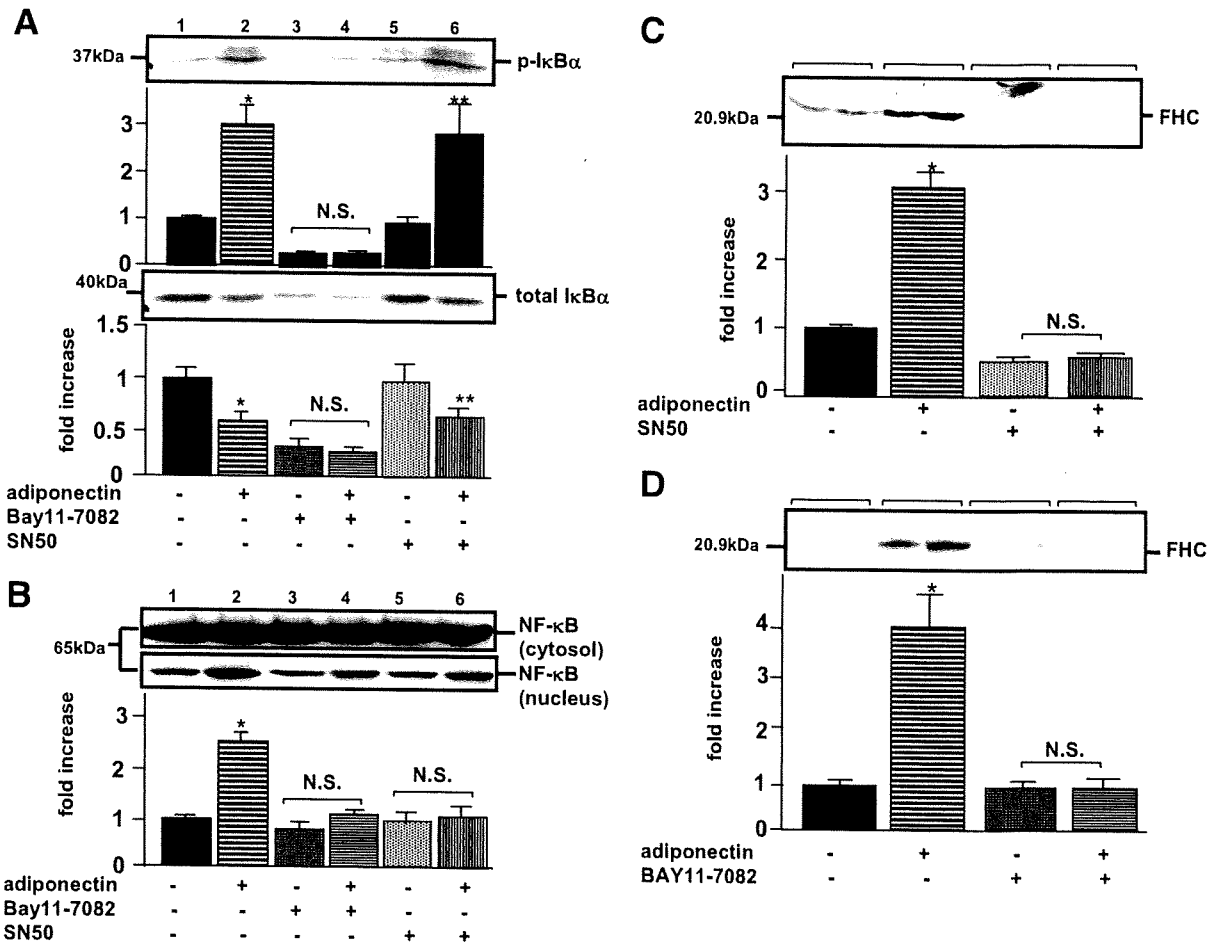 A
1 2 3 4 5 6
37kDa
p-IκBα
* **
3
2
1
0
N.S.
40kDa
total IκBα
fold increase
1.5
1
0.5
0
* N.S. **
adiponectin - + - + - +
Bay11-7082 - - + + - -
SN50 - - - - + +
B
1 2 3 4 5 6
65kDa
NF-κB
(cytosol)
NF-κB
(nucleus)
fold increase
3
2
1
0
*
N.S. N.S.
adiponectin - + - + - +
Bay11-7082 - - + + - -
SN50 - - - - + +
C
20.9kDa
FHC
fold increase
3
2
1
0
*
N.S.
adiponectin - + - +
SN50 - - + +
D
20.9kDa
FHC
fold increase
4
3
2
1
0
*
N.S.
adiponectin - + - +
BAY11-7082 - - + +